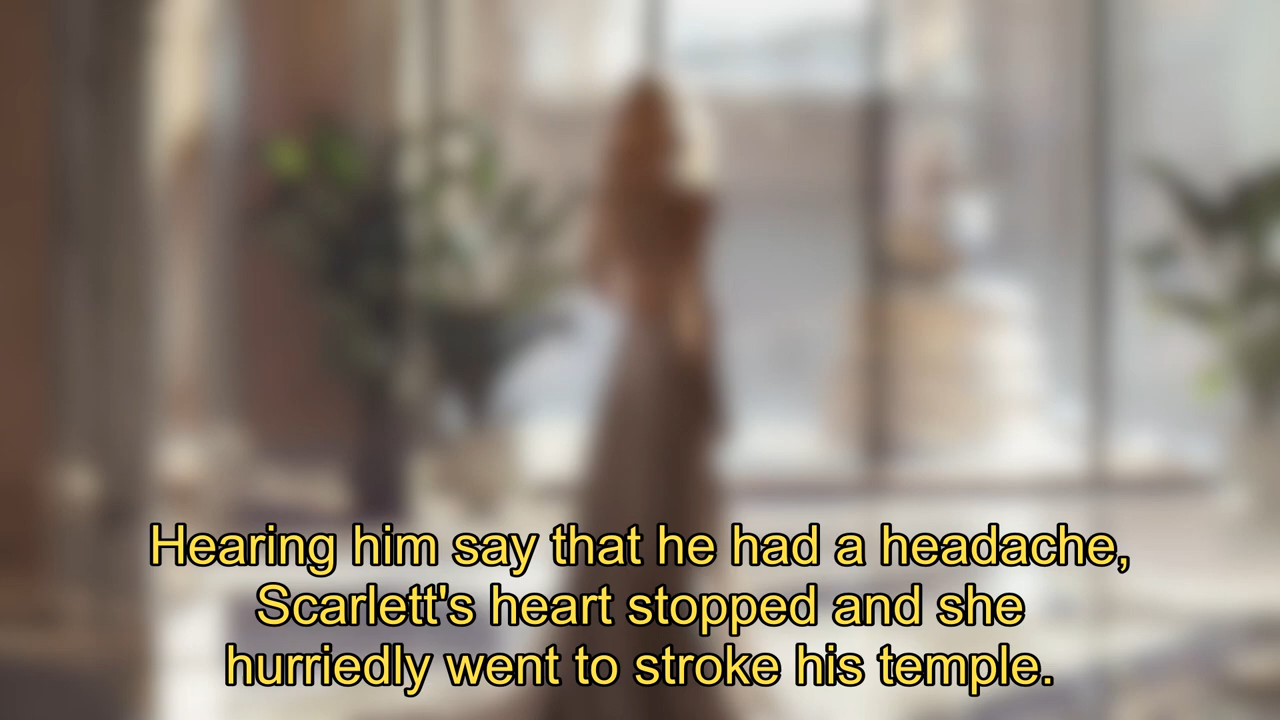 Hearing him say that he had a headache,
Scarlett's heart stopped and she
hurriedly went to stroke his temple.